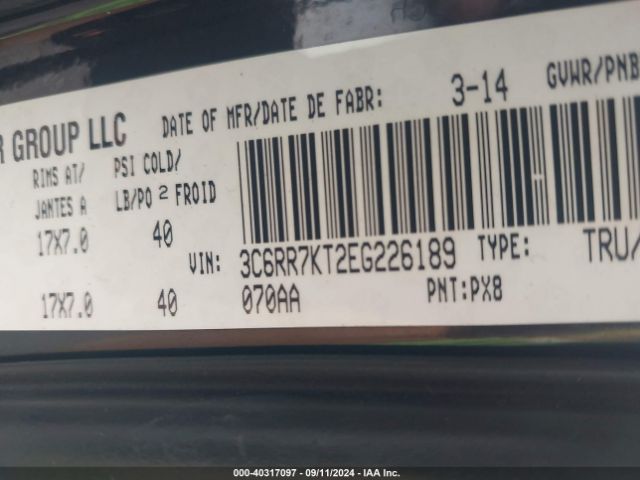 R GROUP LLC DATE OF MFR/DATE DE FABR: 3-14 GVWR/PNB
RIMS AT/ PSI COLD/
JANTES A LB/PO 2 FROID
17X7.0 40
VIN: 3C6RR7KT2EG226189 TYPE: TRU/
17X7.0 40 070AA PNT:PX8
000-40317097 - 09/11/2024 - IAA Inc.